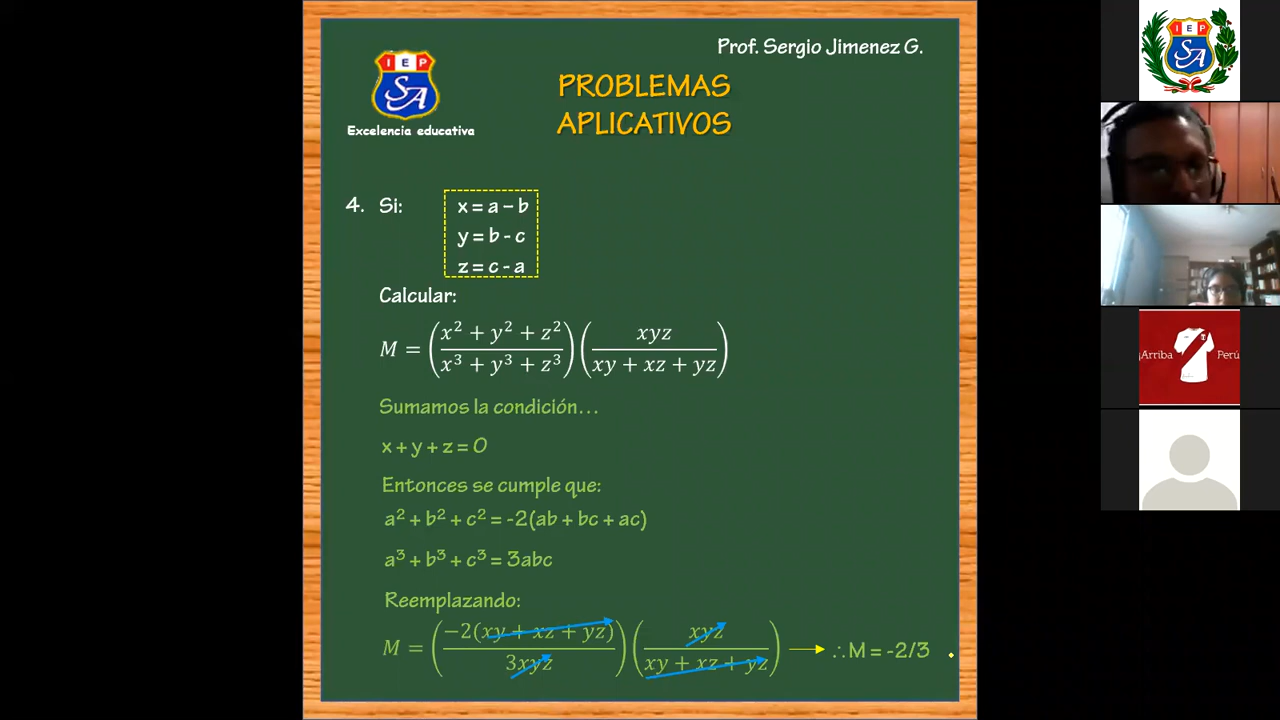 Prof. Sergio Jimenez G.
I E P
SA
Excelencia educativa
PROBLEMAS
APLICATIVOS
4. Si:
x = a – b
y = b - c
z = c - a
Calcular:
M = (x² + y² + z² / x³ + y³ + z³) (xyz / xy + xz + yz)
Sumamos la condición…
x + y + z = 0
Entonces se cumple que:
a² + b² + c² = -2(ab + bc + ac)
a³ + b³ + c³ = 3abc
Reemplazando:
M = (−2(xy + xz + yz) / 3xyz) (xyz / xy + xz + yz) → ∴M = -2/3
I E P
SA
¡Arriba Perú